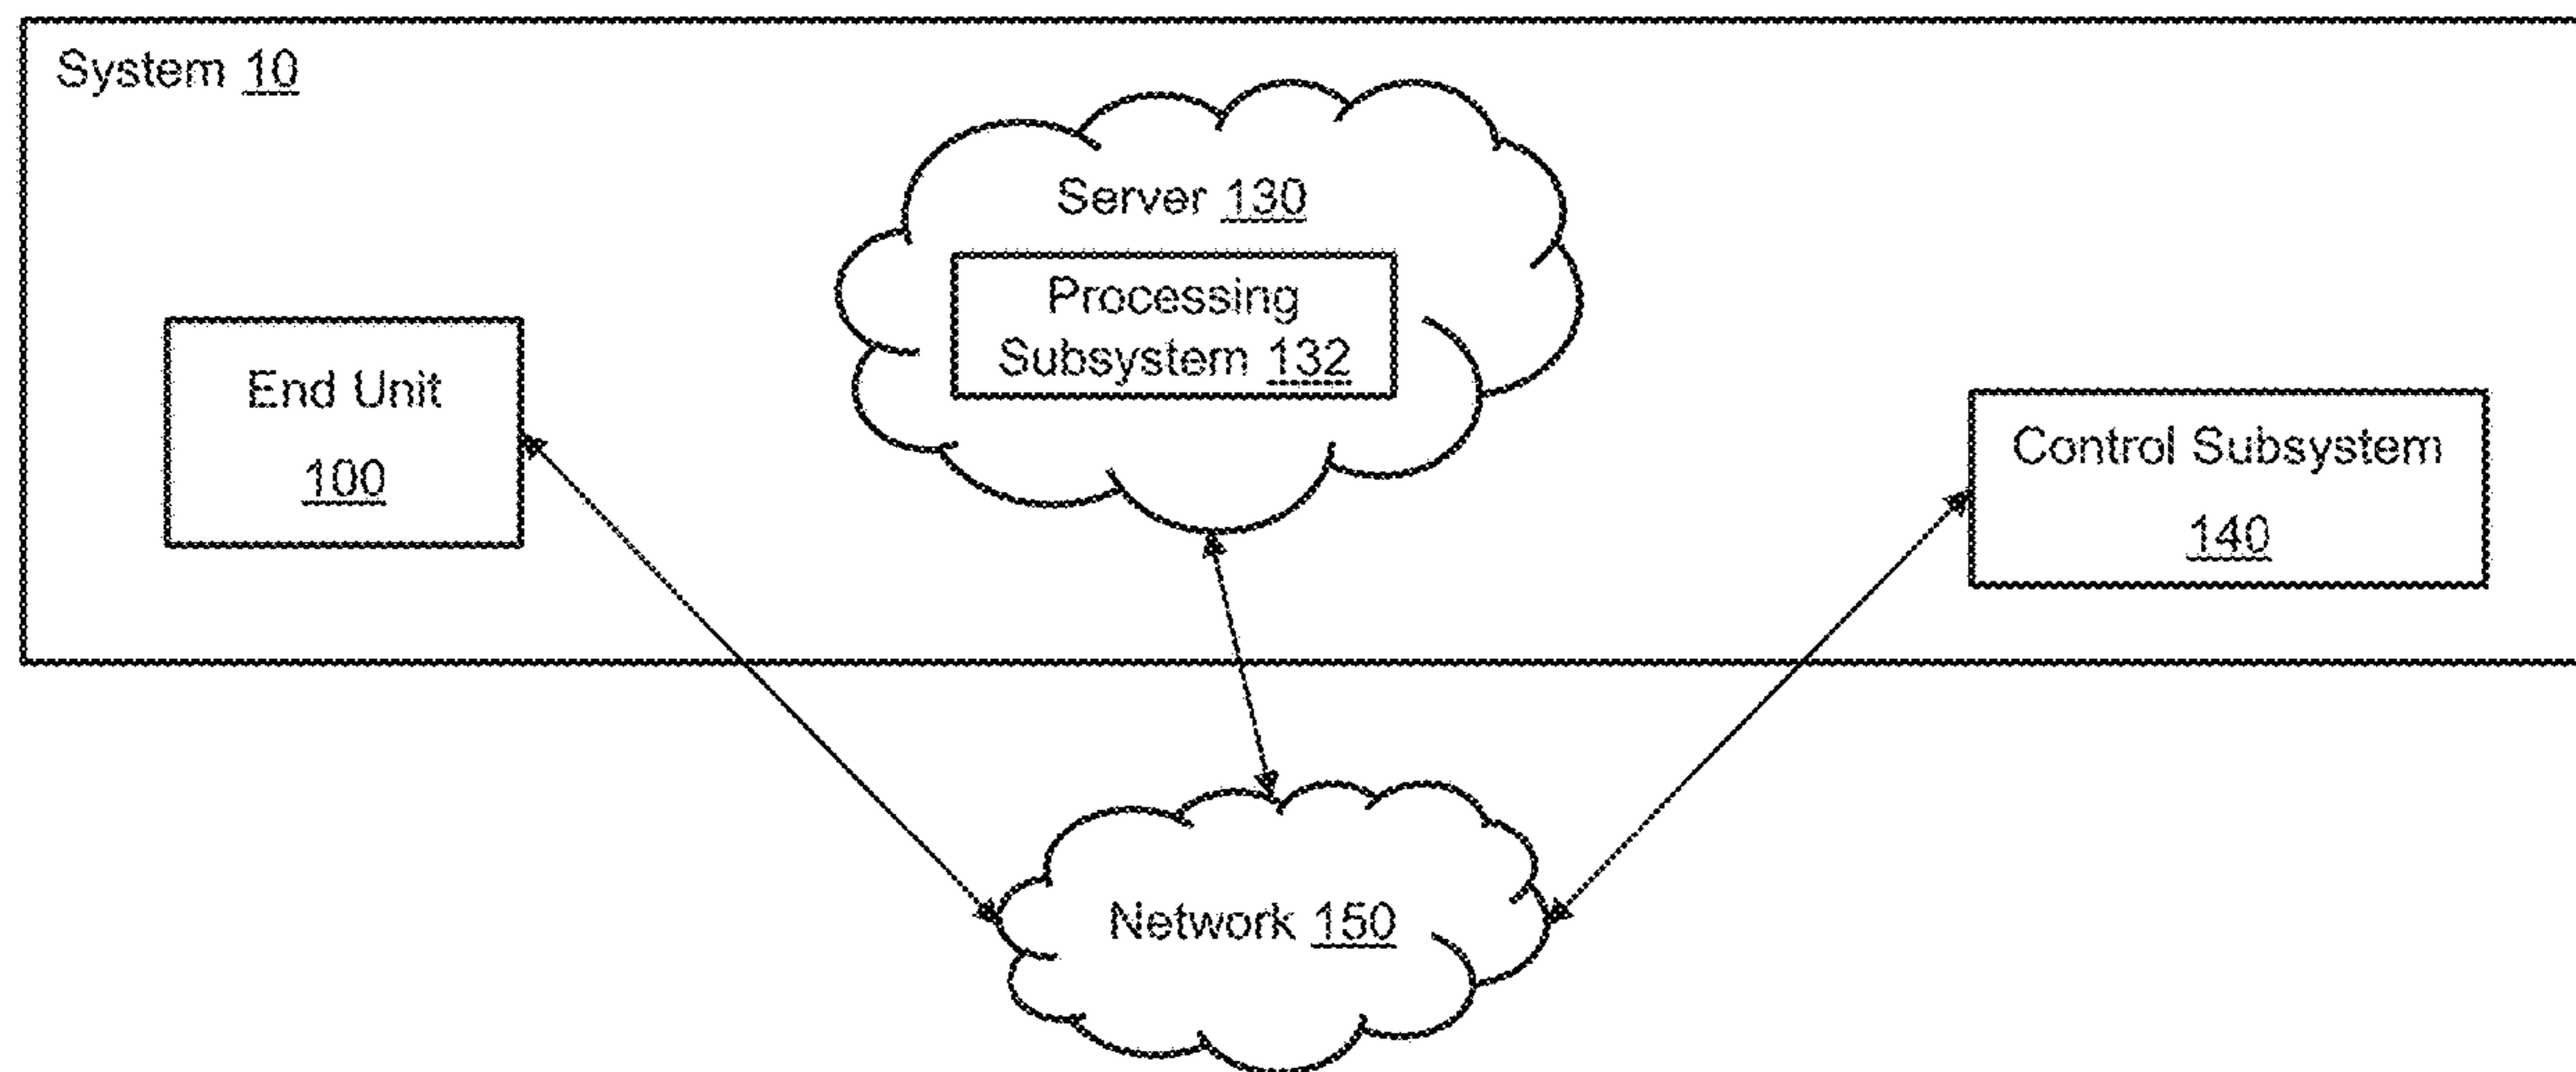 System 10
Server 130
Processing
Subsystem 132
End Unit
100
Control Subsystem
140
Network 150